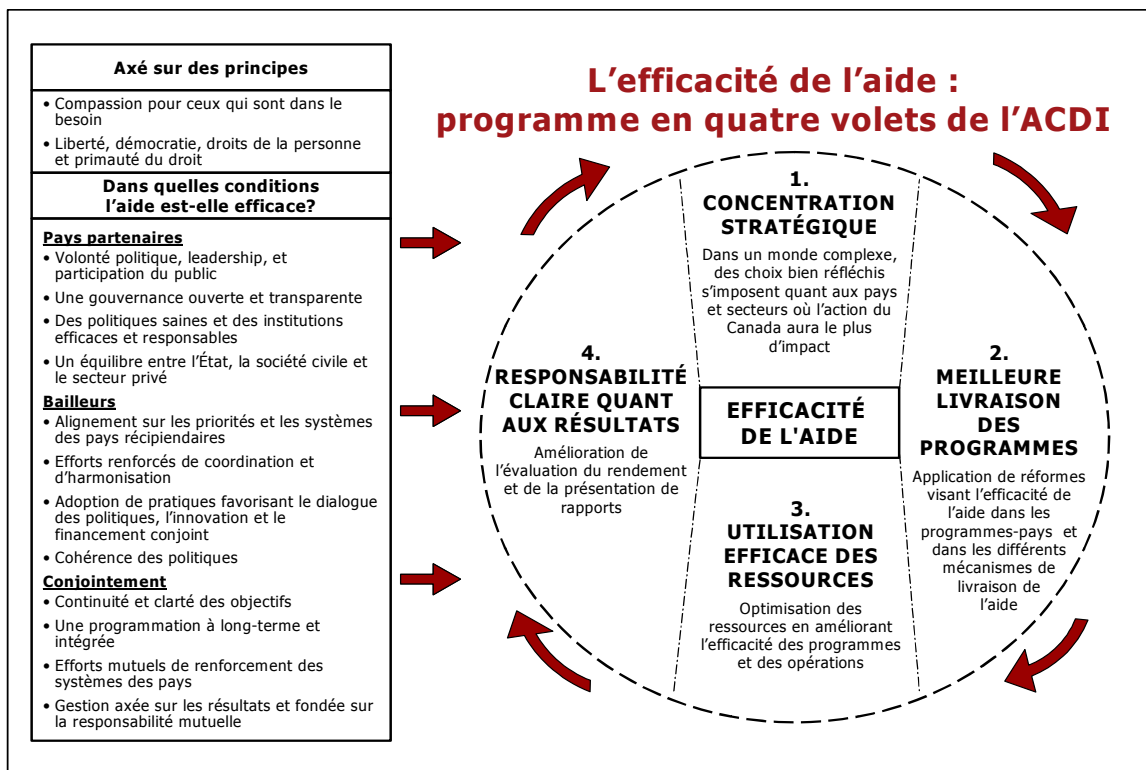 Axé sur des principes
• Compassion pour ceux qui sont dans le
besoin
• Liberté, démocratie, droits de la personne
et primauté du droit
Dans quelles conditions
l’aide est-elle efficace?
Pays partenaires
• Volonté politique, leadership, et
participation du public
• Une gouvernance ouverte et transparente
• Des politiques saines et des institutions
efficaces et responsables
• Un équilibre entre l’État, la société civile et
le secteur privé
Bailleurs
• Alignement sur les priorités et les systèmes
des pays récipiendaires
• Efforts renforcés de coordination et
d’harmonisation
• Adoption de pratiques favorisant le dialogue
des politiques, l’innovation et le
financement conjoint
• Cohérence des politiques
Conjointement
• Continuité et clarté des objectifs
• Une programmation à long-terme et
intégrée
• Efforts mutuels de renforcement des
systèmes des pays
• Gestion axée sur les résultats et fondée sur
la responsabilité mutuelle
L’efficacité de l’aide :
programme en quatre volets de l’ACDI
1.
CONCENTRATION
STRATÉGIQUE
Dans un monde complexe,
des choix bien réfléchis
s’imposent quant aux pays
et secteurs où l’action du
Canada aura le plus
d’impact
2.
MEILLEURE
LIVRAISON
DES
PROGRAMMES
Application de réformes
visant l’efficacité de
l’aide dans les
programmes-pays et
dans les différents
mécanismes de
livraison de
l’aide
3.
UTILISATION
EFFICACE DES
RESSOURCES
Optimisation des
ressources en améliorant
l’efficacité des programmes
et des opérations
4.
RESPONSABILITÉ
CLAIRE QUANT
AUX RÉSULTATS
Amélioration de
l’évaluation du rendement
et de la présentation de
rapports
EFFICACITÉ
DE L'AIDE